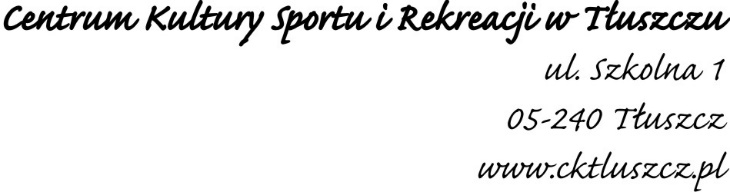 Centrum Kultury Sportu i Rekreacji w Tłuszczu
ul. Szkolna 1
05-240 Tłuszcz
www.cktluszcz.pl